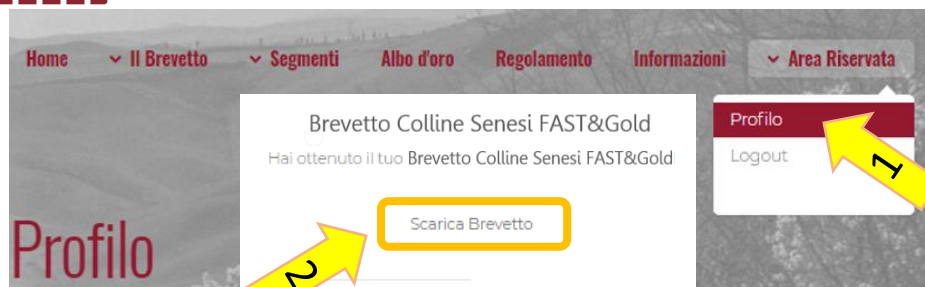 Home Il Brevetto Segmenti Albo d'oro Regolamento Informazioni Area Riservata
Profilo
Logout
1
Brevetto Colline Senesi FAST&Gold
Hai ottenuto il tuo Brevetto Colline Senesi FAST&Gold
Scarica Brevetto
2
Profilo